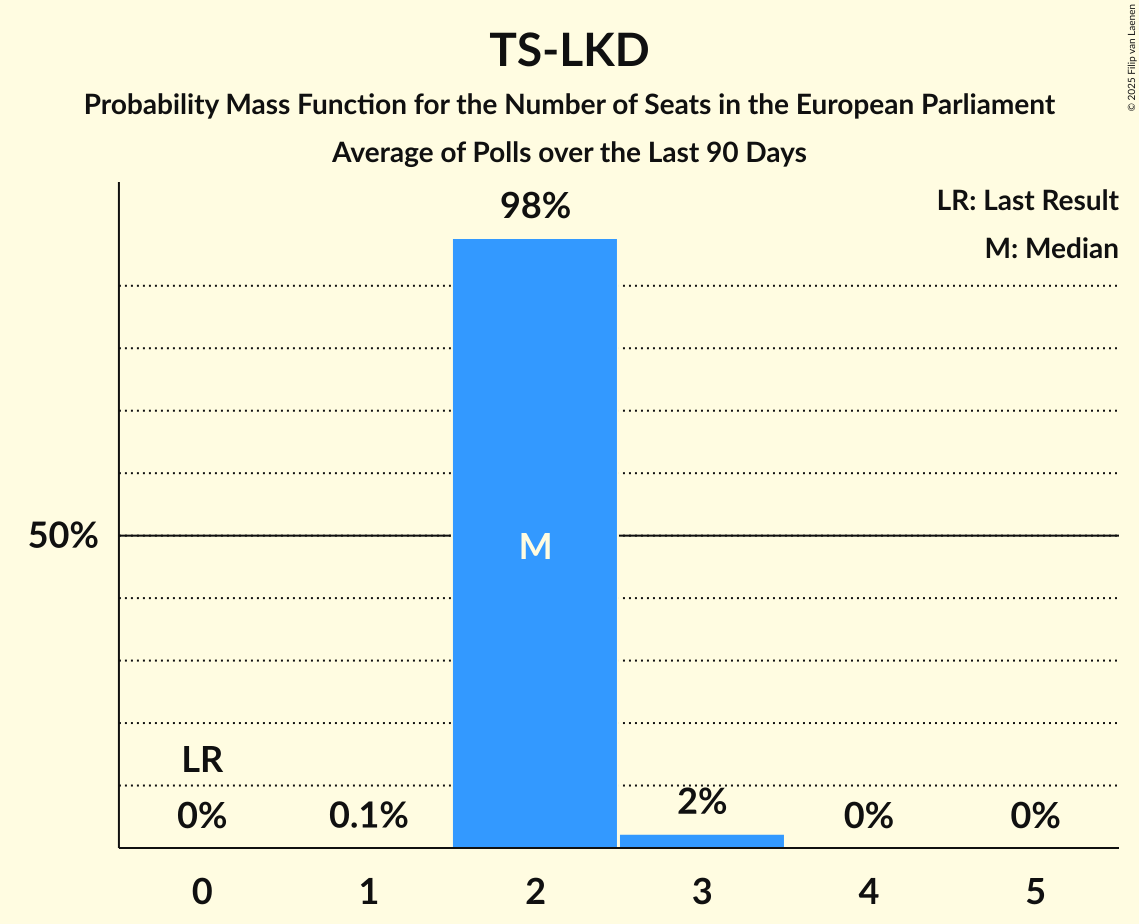 TS-LKD
Probability Mass Function for the Number of Seats in the European Parliament
Average of Polls over the Last 90 Days
© 2025 Filip van Laenen
LR: Last Result
M: Median
98%
50%
M
LR
0%
0.1%
2%
0%
0%
0
1
2
3
4
5